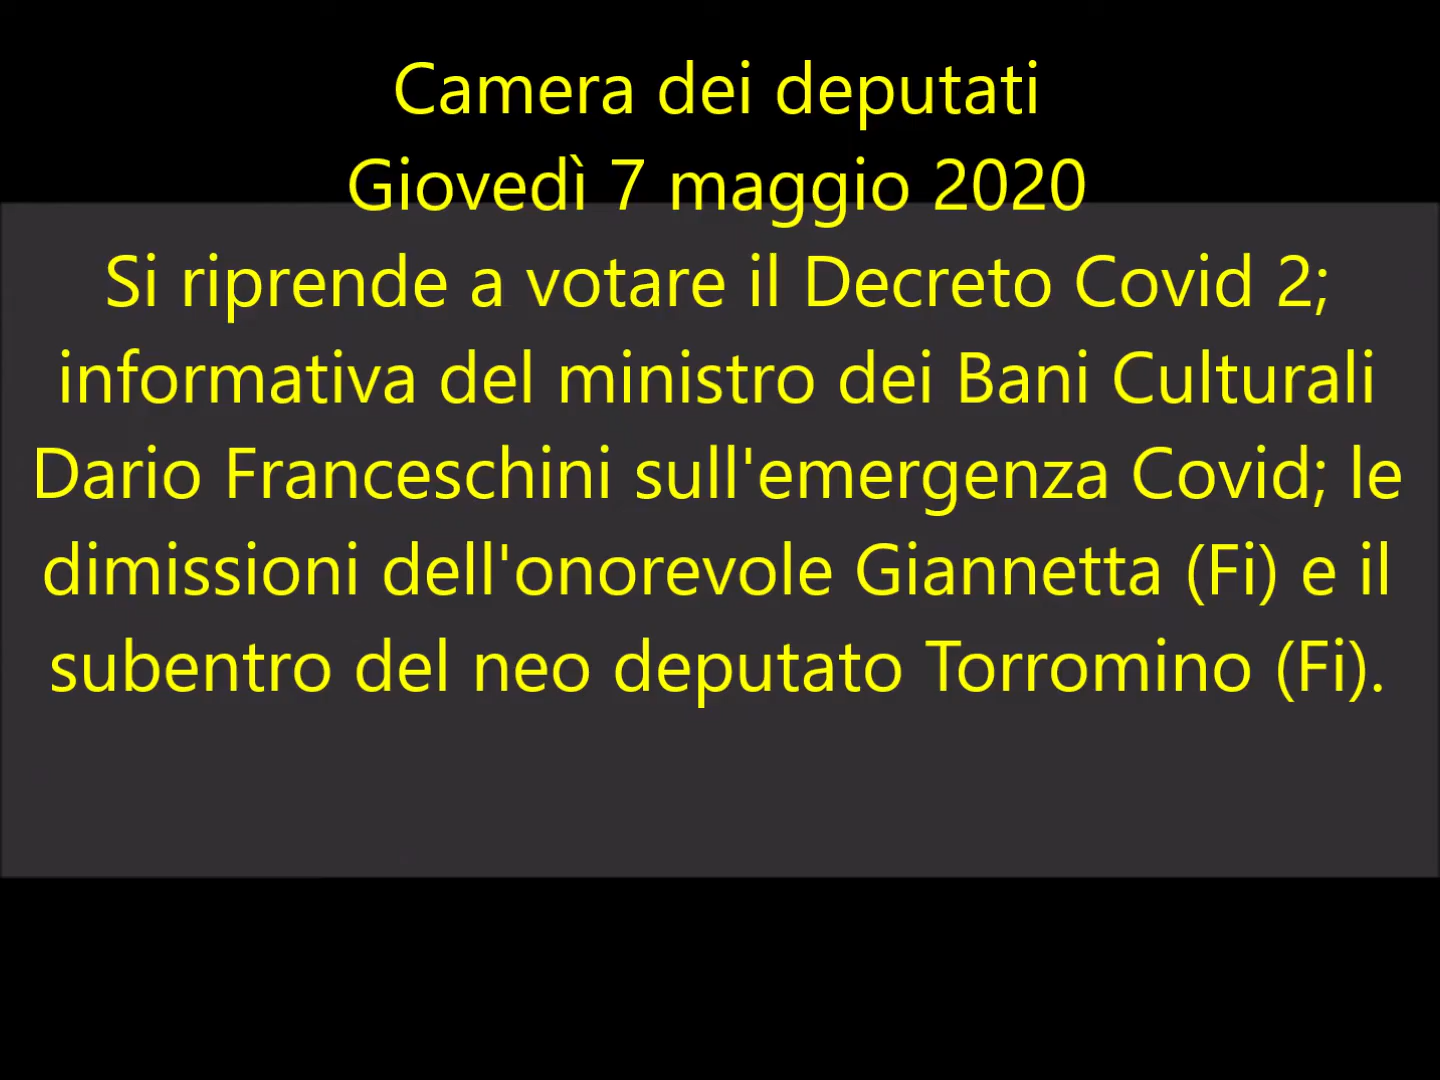 Camera dei deputati
Giovedì 7 maggio 2020
Si riprende a votare il Decreto Covid 2;
informativa del ministro dei Bani Culturali
Dario Franceschini sull'emergenza Covid; le
dimissioni dell'onorevole Giannetta (Fi) e il
subentro del neo deputato Torromino (Fi).